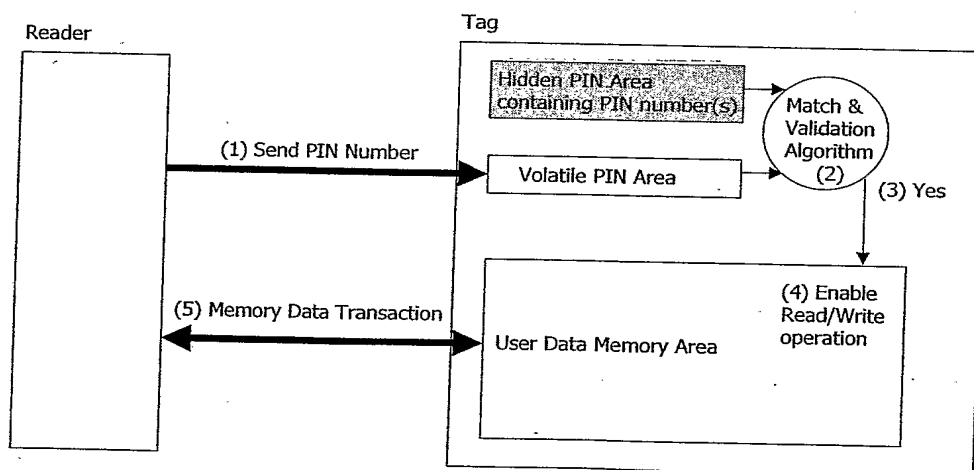 Reader
Tag
Hidden PIN Area
containing PIN number(s)
Match &
Validation
Algorithm
(2)
(1) Send PIN Number
Volatile PIN Area
(3) Yes
(4) Enable
Read/Write
operation
(5) Memory Data Transaction
User Data Memory Area